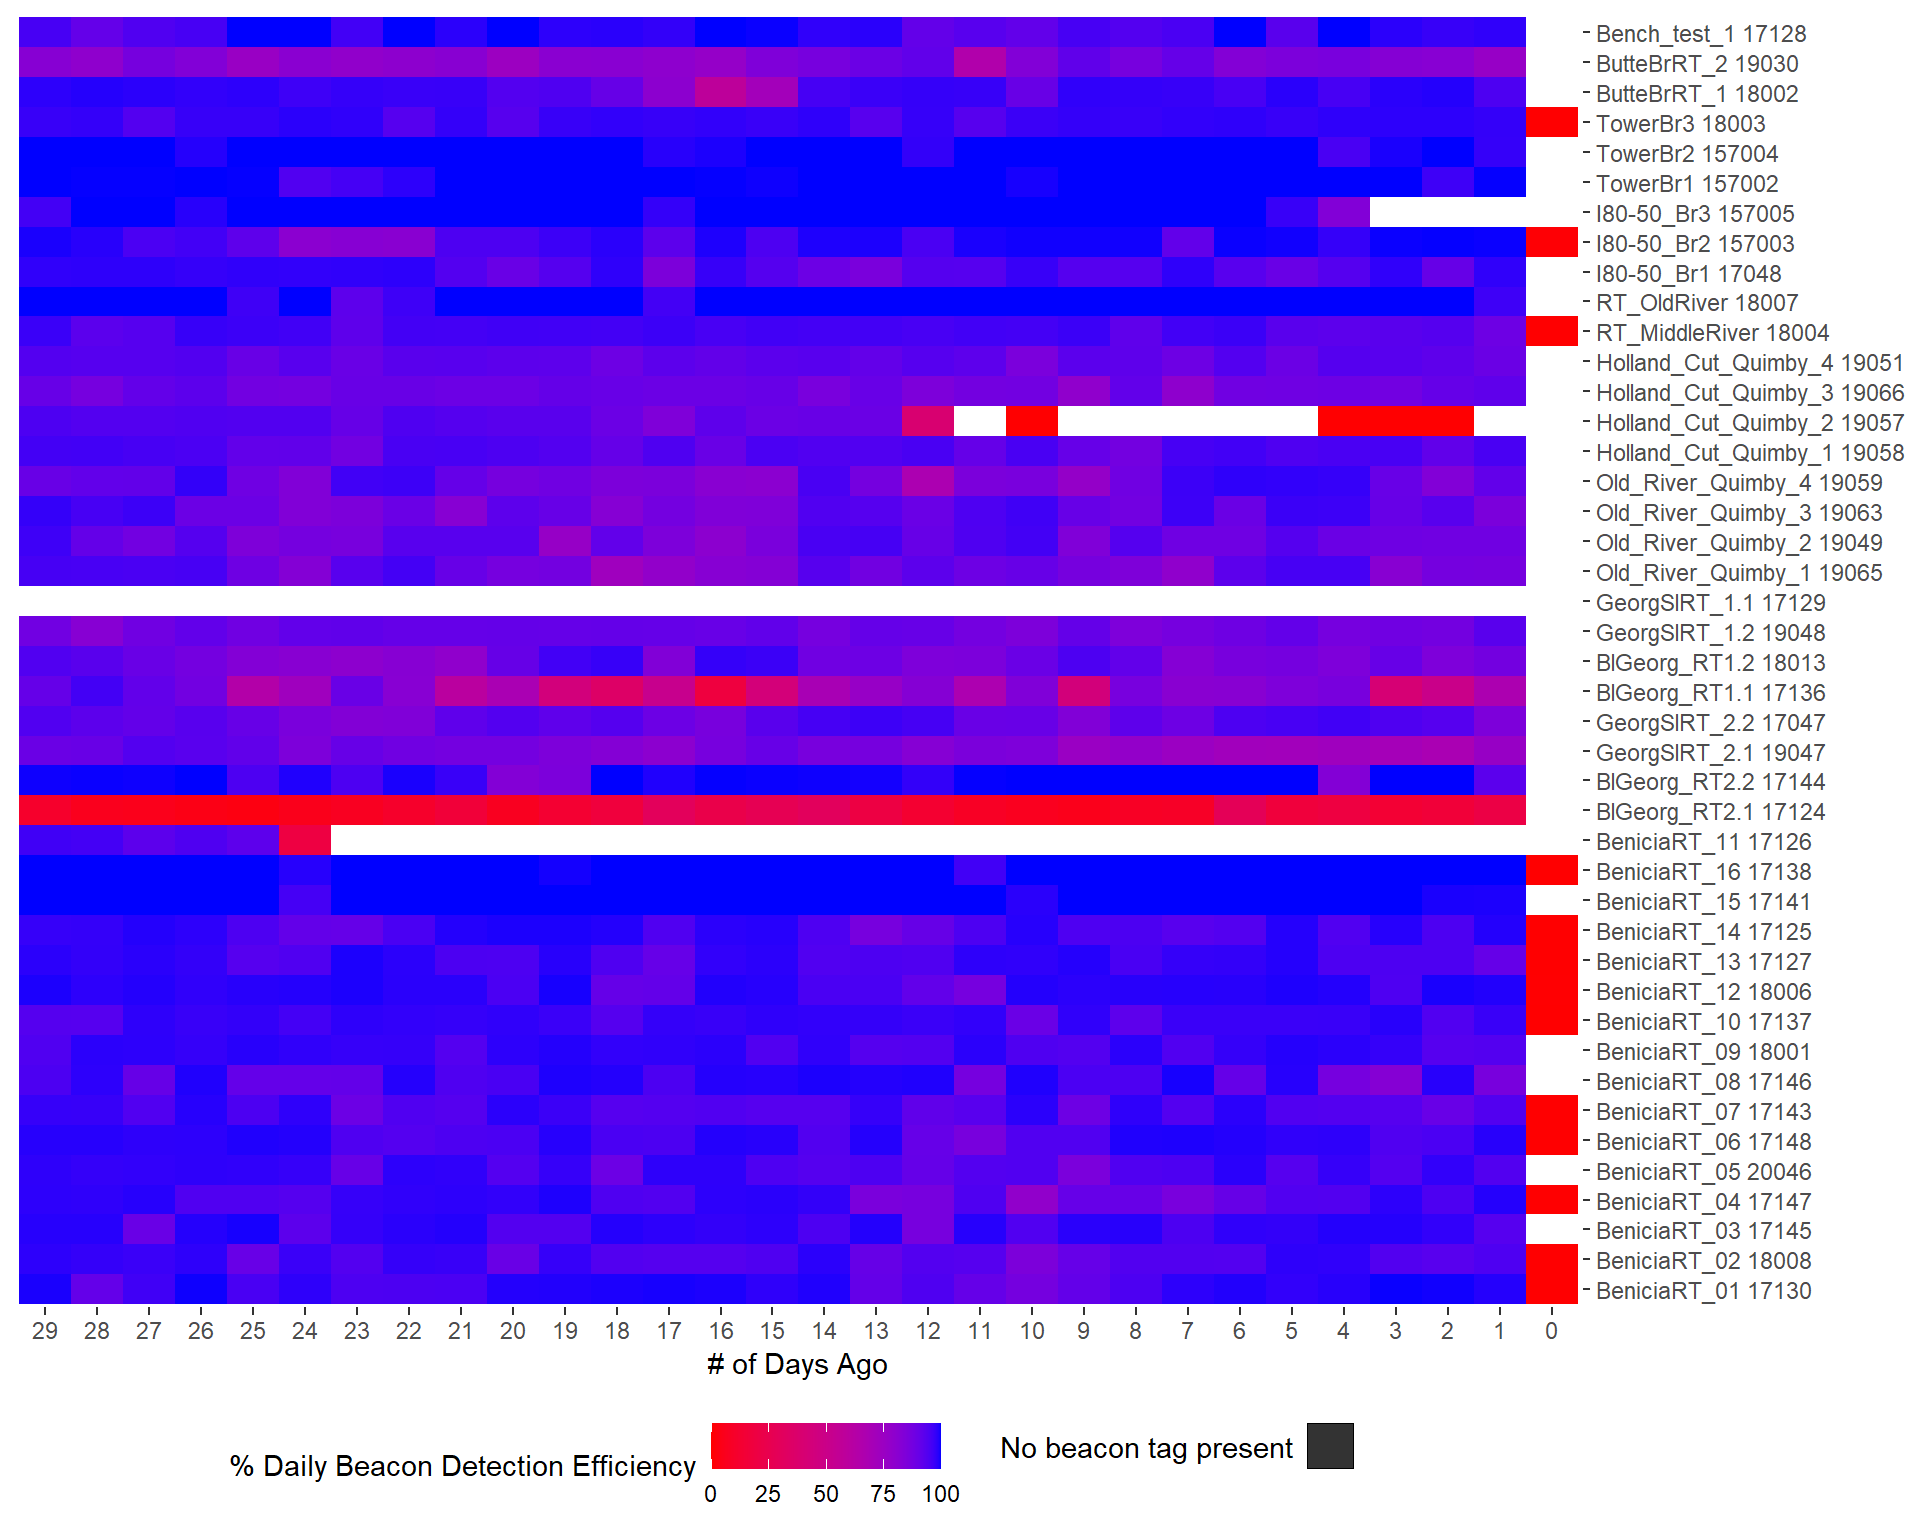 Bench_test_1 17128
ButteBrRT_2 19030
ButteBrRT_1 18002
TowerBr3 18003
TowerBr2 157004
TowerBr1 157002
I80-50_Br3 157005
I80-50_Br2 157003
I80-50_Br1 17048
RT_OldRiver 18007
RT_MiddleRiver 18004
Holland_Cut_Quimby_4 19051
Holland_Cut_Quimby_3 19066
Holland_Cut_Quimby_2 19057
Holland_Cut_Quimby_1 19058
Old_River_Quimby_4 19059
Old_River_Quimby_3 19063
Old_River_Quimby_2 19049
Old_River_Quimby_1 19065
GeorgSlRT_1.1 17129
GeorgSlRT_1.2 19048
BlGeorg_RT1.2 18013
BlGeorg_RT1.1 17136
GeorgSlRT_2.2 17047
GeorgSlRT_2.1 19047
BlGeorg_RT2.2 17144
BlGeorg_RT2.1 17124
BeniciaRT_11 17126
BeniciaRT_16 17138
BeniciaRT_15 17141
BeniciaRT_14 17125
BeniciaRT_13 17127
BeniciaRT_12 18006
BeniciaRT_10 17137
BeniciaRT_09 18001
BeniciaRT_08 17146
BeniciaRT_07 17143
BeniciaRT_06 17148
BeniciaRT_05 20046
BeniciaRT_04 17147
BeniciaRT_03 17145
BeniciaRT_02 18008
BeniciaRT_01 17130
29 28 27 26 25 24 23 22 21 20 19 18 17 16 15 14 13 12 11 10 9 8 7 6 5 4 3 2 1 0
# of Days Ago
% Daily Beacon Detection Efficiency
0 25 50 75 100
No beacon tag present